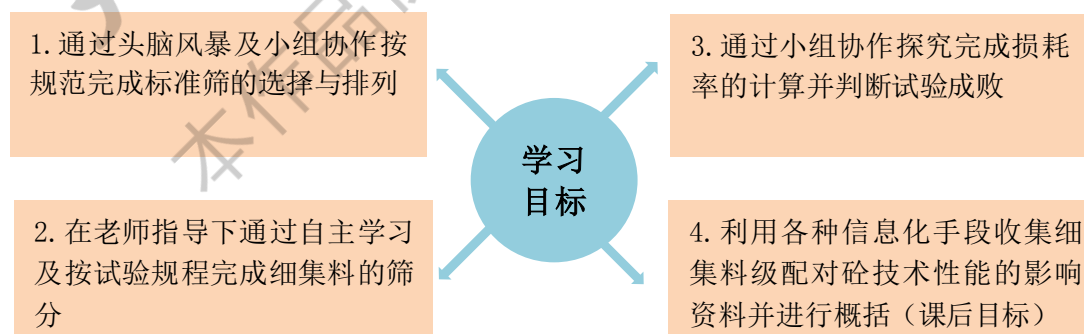 1.通过头脑风暴及小组协作按
规范完成标准筛的选择与排列
2.在老师指导下通过自主学习
及按试验规程完成细集料的筛
分
学习
目标
3.通过小组协作探究完成损耗
率的计算并判断试验成败
4.利用各种信息化手段收集细
集料级配对砼技术性能的影响
资料并进行概括（课后目标）
本作品